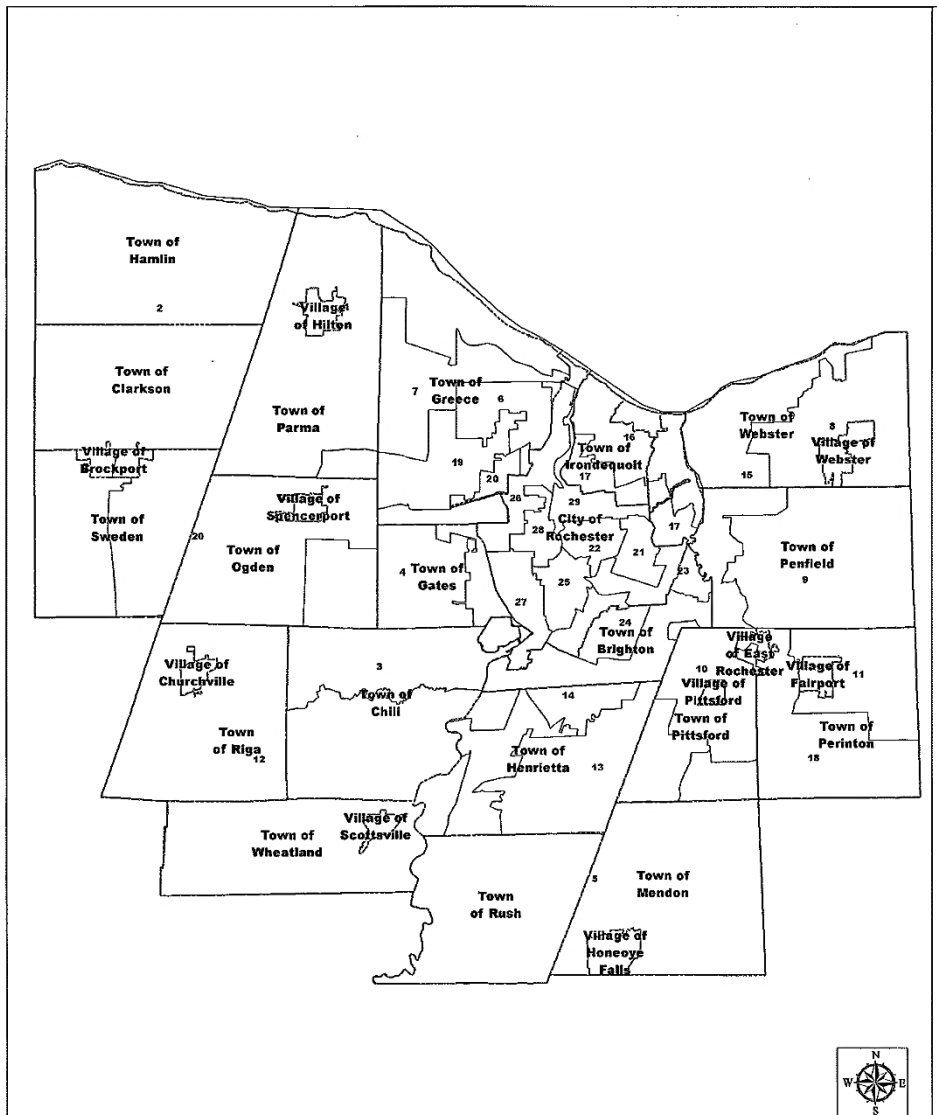 Town of
Hamlin
2
Village
of Hilton
Town of
Clarkson
Town of
Parma
7
Town of
Greece
6
Town of
Webster
8
Village of
Webster
15
16
Town of
Irondequoit
17
19
20
Village of
Brockport
Village of
Spencerport
26
29
City of
Rochester
28
22
21
17
Town of
Sweden
20
Town of
Ogden
4
Town of
Gates
25
23
Town of
Penfield
9
27
24
Town of
Brighton
Village of
Churchville
3
Town of
Chili
10
Village
of East
Rochester
Village of
Fairport
11
Village of
Pittsford
Town of
Pittsford
14
Town
of Riga
12
Town of
Henrietta
13
Town of
Perinton
18
Village of
Scottsville
Town of
Wheatland
5
Town of
Mendon
Town
of Rush
Village of
Honeoye
Falls
N
W
E
S